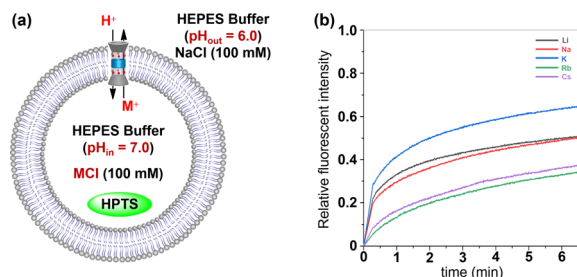 (a)
H⁺
HEPES Buffer
(pH_out = 6.0)
NaCl (100 mM)
M⁺
HEPES Buffer
(pH_in = 7.0)
MCl (100 mM)
HPTS
(b)
Relative fluorescent intensity
1.0
0.8
0.6
0.4
0.2
0
Li
Na
K
Rb
Cs
0 1 2 3 4 5 6
time (min)